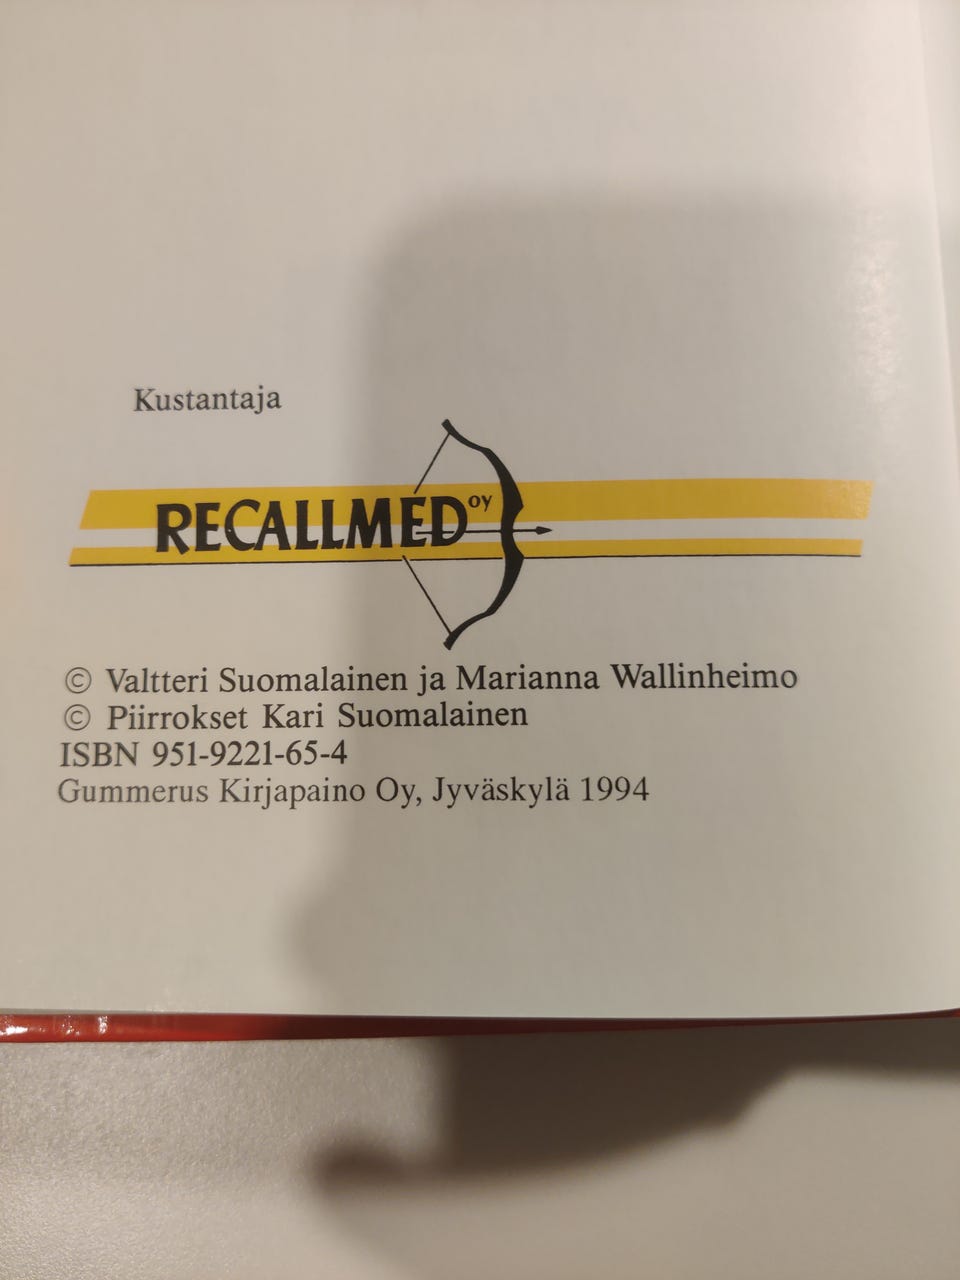 Kustantaja
RECALLMED OY
© Valtteri Suomalainen ja Marianna Wallinheimo
© Piirrokset Kari Suomalainen
ISBN 951-9221-65-4
Gummerus Kirjapaino Oy, Jyväskylä 1994